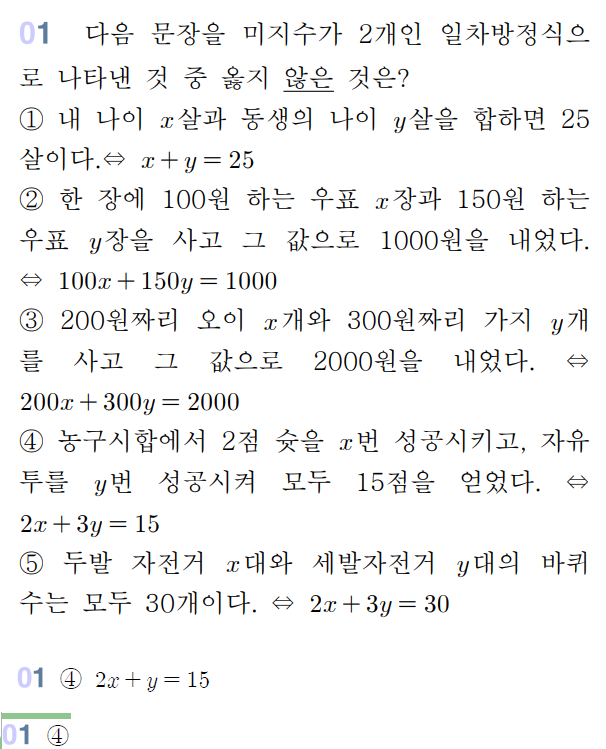 01 다음 문장을 미지수가 2개인 일차방정식으
로 나타낸 것 중 옳지 않은 것은?
① 내 나이 x살과 동생의 나이 y살을 합하면 25
살이다.⇔ x+y=25
② 한 장에 100원 하는 우표 x장과 150원 하는
우표 y장을 사고 그 값으로 1000원을 내었다.
⇔ 100x+150y=1000
③ 200원짜리 오이 x개와 300원짜리 가지 y개
를 사고 그 값으로 2000원을 내었다. ⇔
200x+300y=2000
④ 농구시합에서 2점 슛을 x번 성공시키고, 자유
투를 y번 성공시켜 모두 15점을 얻었다. ⇔
2x+3y=15
⑤ 두발 자전거 x대와 세발자전거 y대의 바퀴
수는 모두 30개이다. ⇔ 2x+3y=30
01 ④ 2x+y=15
01 ④